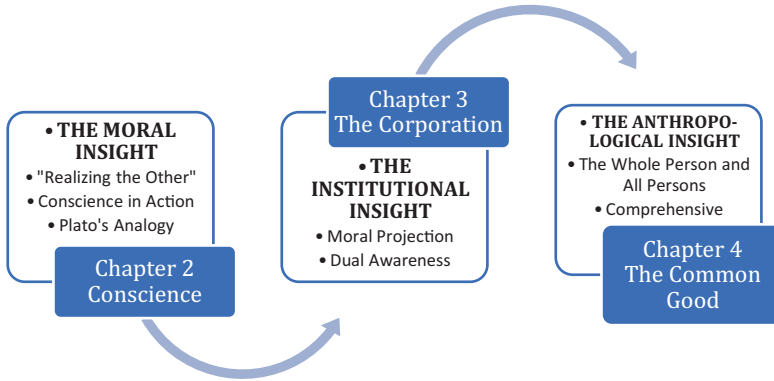 • THE MORAL
INSIGHT
• "Realizing the Other"
• Conscience in Action
• Plato's Analogy
Chapter 2
Conscience
Chapter 3
The Corporation
• THE
INSTITUTIONAL
INSIGHT
• Moral Projection
• Dual Awareness
• THE ANTHROPO-
LOGICAL INSIGHT
• The Whole Person and
All Persons
• Comprehensive
Chapter 4
The Common
Good